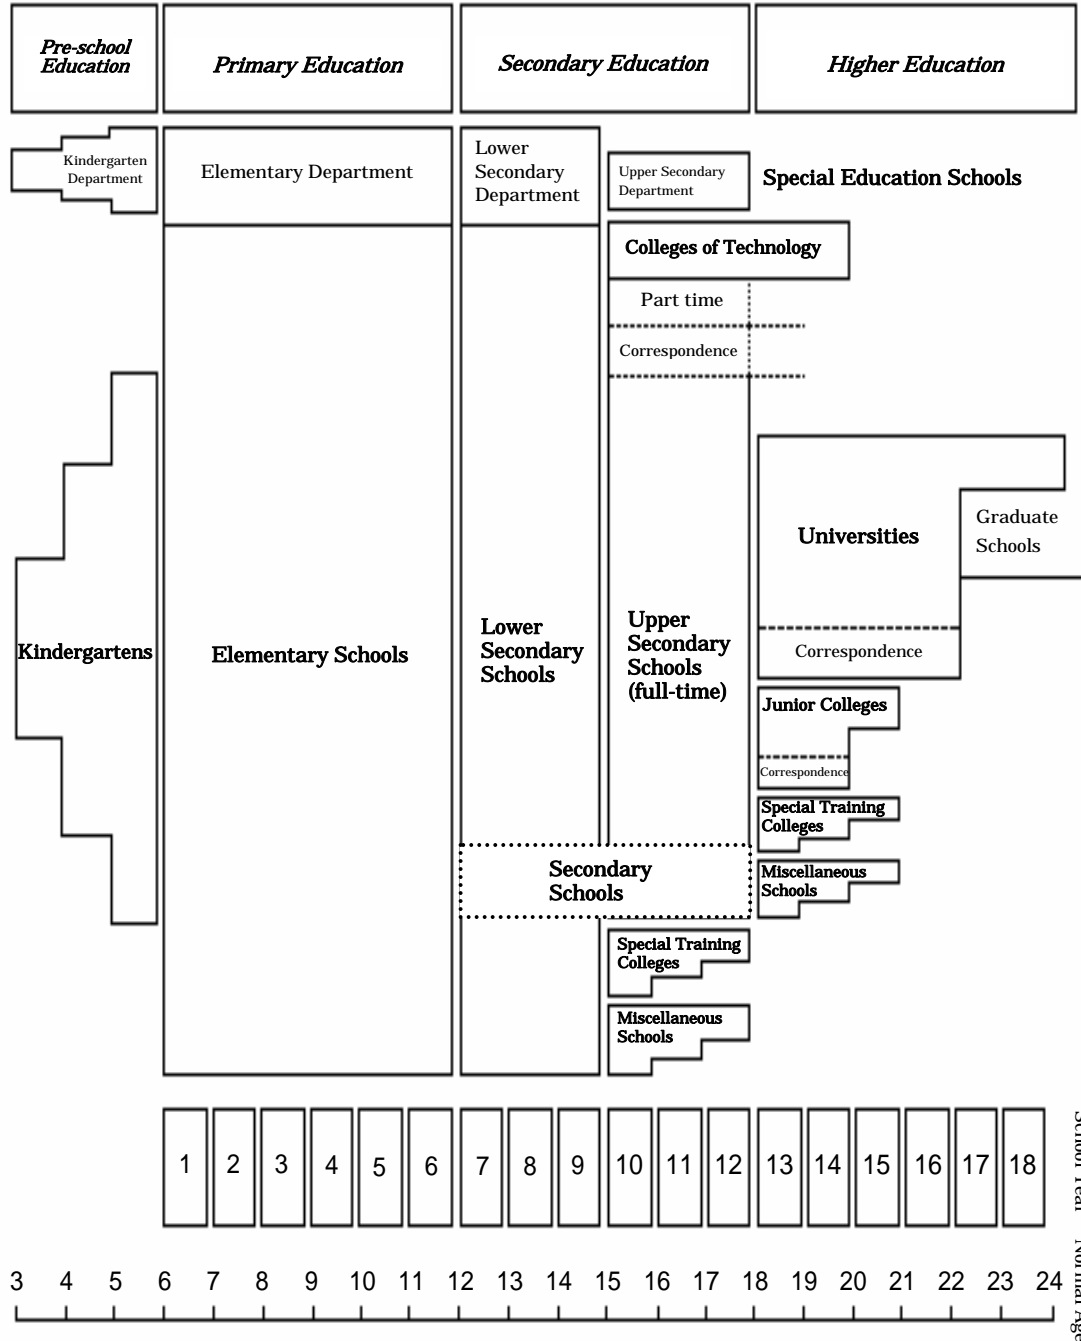 Pre-school
Education
Primary Education
Secondary Education
Higher Education
Kindergarten
Department
Elementary Department
Lower
Secondary
Department
Upper Secondary
Department
Special Education Schools
Colleges of Technology
Part time
Correspondence
Universities
Graduate
Schools
Correspondence
Kindergartens
Elementary Schools
Lower
Secondary
Schools
Upper
Secondary
Schools
(full-time)
Junior Colleges
Correspondence
Special Training
Colleges
Miscellaneous
Schools
Secondary
Schools
Special Training
Colleges
Miscellaneous
Schools
1 2 3 4 5 6 7 8 9 10 11 12 13 14 15 16 17 18
School Year
3 4 5 6 7 8 9 10 11 12 13 14 15 16 17 18 19 20 21 22 23 24
Normal Age